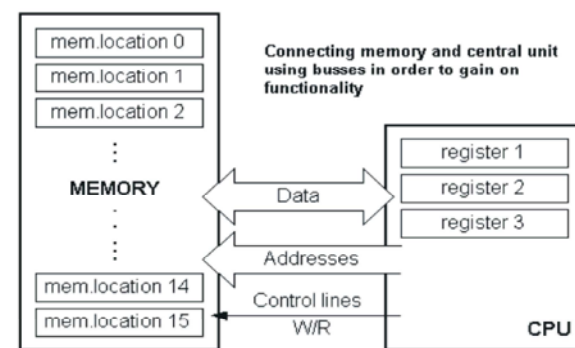 mem.location 0
mem.location 1
mem.location 2
MEMORY
mem.location 14
mem.location 15
Connecting memory and central unit
using busses in order to gain on
functionality
Data
Addresses
Control lines
W/R
register 1
register 2
register 3
CPU